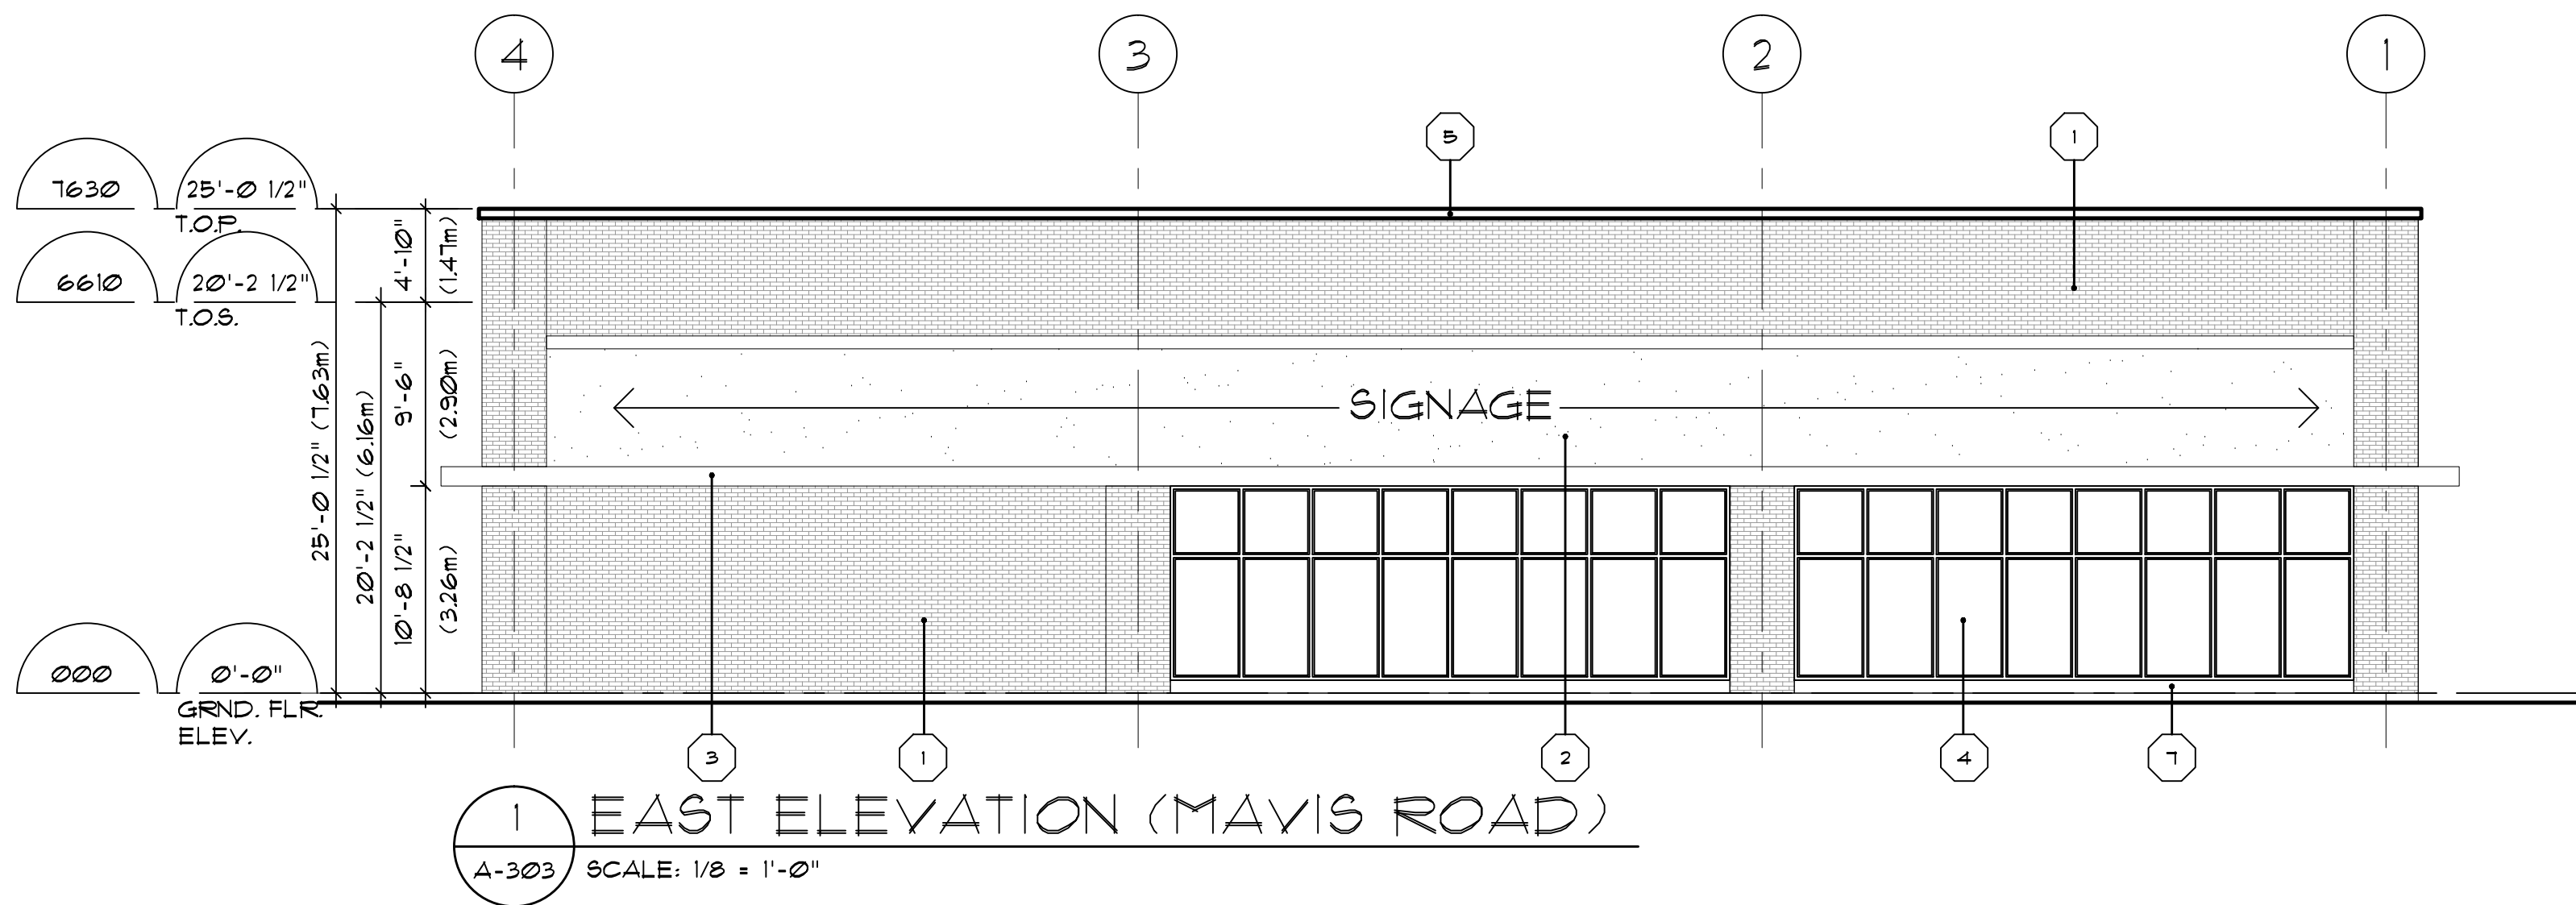 4 3 2 1
5 1
7630 25'-0 1/2"
T.O.P.
6610 20'-2 1/2"
T.O.S.
000 0'-0"
GRND. FLR.
ELEV.
25'-0 1/2" (7.63m)
20'-2 1/2" (6.16m)
4'-10"
(1.47m)
9'-6"
(2.90m)
10'-8 1/2"
(3.26m)
SIGNAGE
3 1 2 4 7
1
A-303
EAST ELEVATION (MAVIS ROAD)
SCALE: 1/8 = 1'-0"